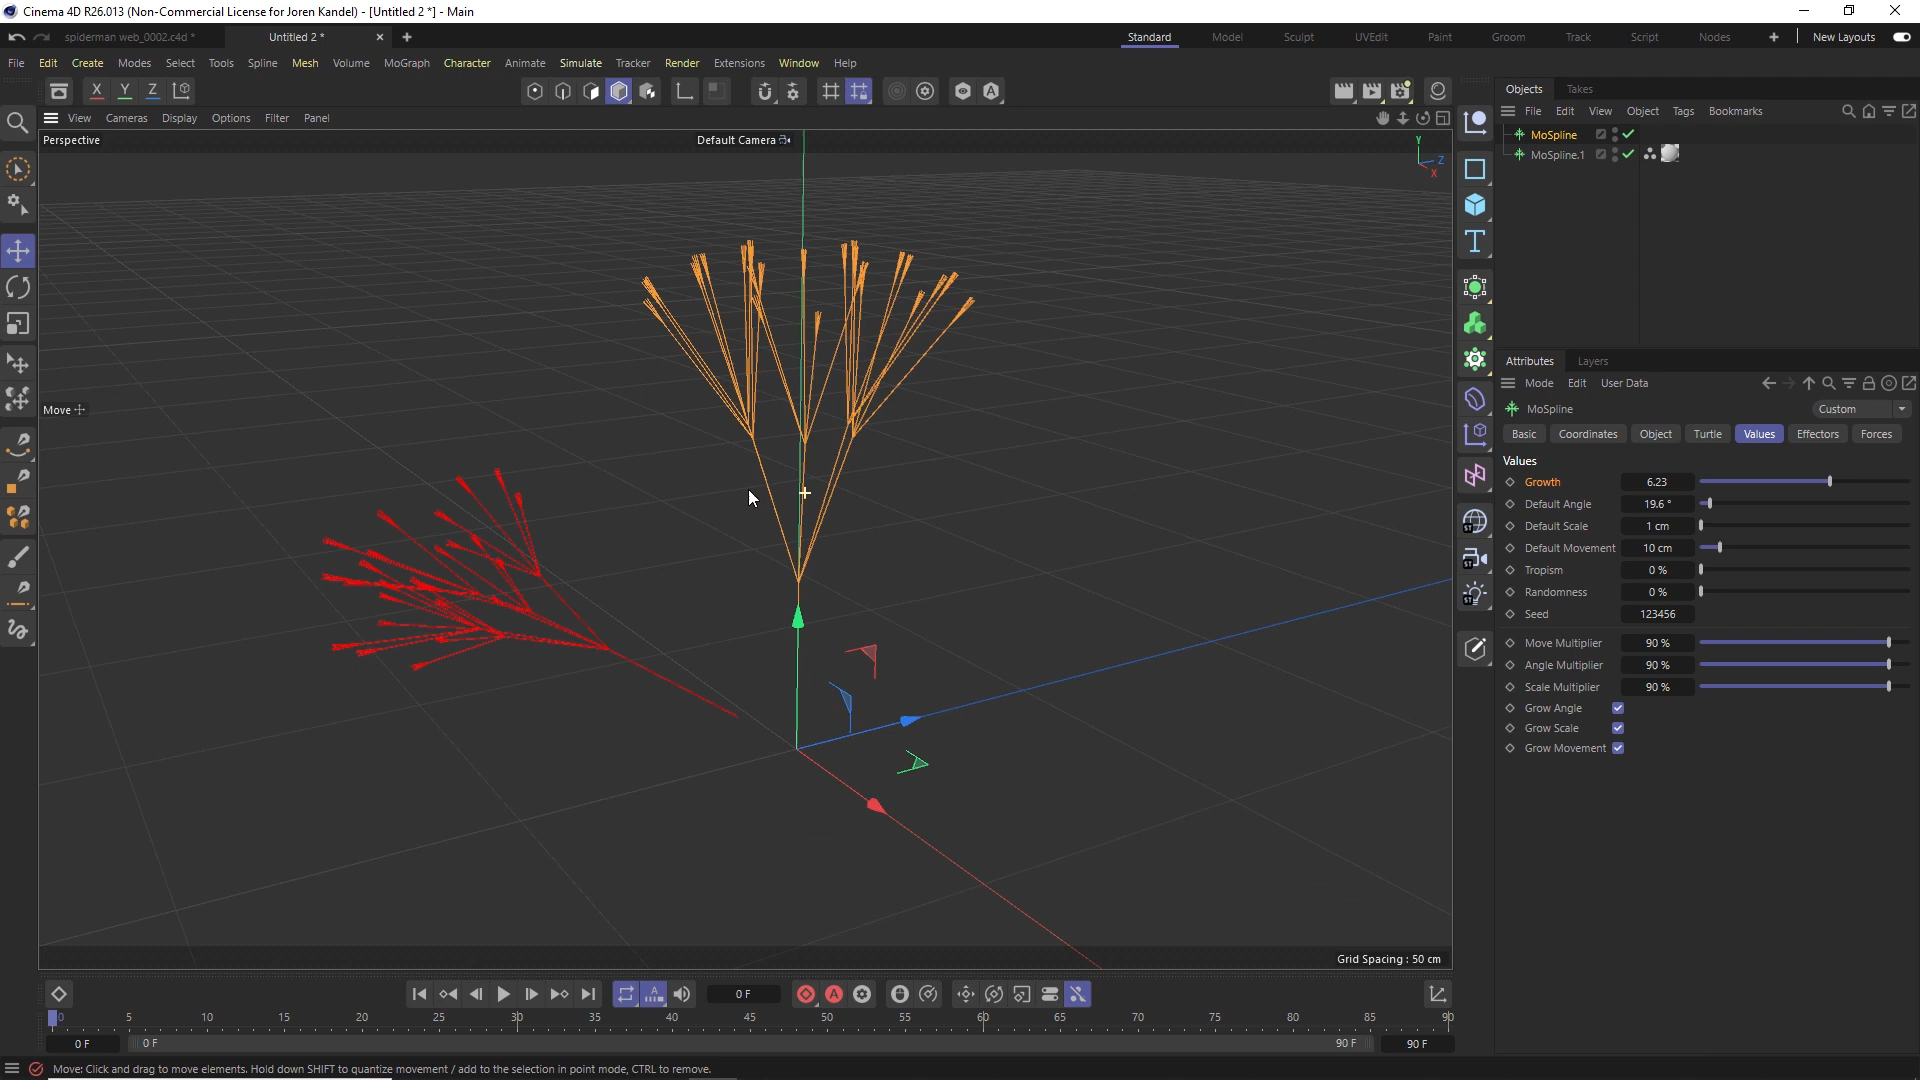 Cinema 4D R26.013 (Non-Commercial License for Joren Kandel) - [Untitled 2 *] - Main
spiderman web_0002.c4d *
Untitled 2 *
Standard Model Sculpt UVEdit Paint Groom Track Script Nodes New Layouts
File Edit Create Modes Select Tools Spline Mesh Volume MoGraph Character Animate Simulate Tracker Render Extensions Window Help
X Y Z
Objects Takes
File Edit View Object Tags Bookmarks
View Cameras Display Options Filter Panel
Perspective
Default Camera
Y
Z
X
MoSpline
MoSpline.1
Move
Attributes Layers
Mode Edit User Data
MoSpline
Custom
Basic Coordinates Object Turtle Values Effectors Forces
Values
Growth 6.23
Default Angle 19.6 °
Default Scale 1 cm
Default Movement 10 cm
Tropism 0 %
Randomness 0 %
Seed 123456
Move Multiplier 90 %
Angle Multiplier 90 %
Scale Multiplier 90 %
Grow Angle
Grow Scale
Grow Movement
Grid Spacing : 50 cm
0 F
0 5 10 15 20 25 30 35 40 45 50 55 60 65 70 75 80 85 90
0 F 0 F 90 F 90 F
Move: Click and drag to move elements. Hold down SHIFT to quantize movement / add to the selection in point mode, CTRL to remove.